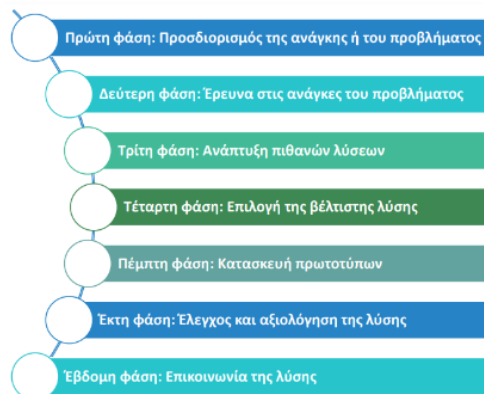 Πρώτη φάση: Προσδιορισμός της ανάγκης ή του προβλήματος
Δεύτερη φάση: Έρευνα στις ανάγκες του προβλήματος
Τρίτη φάση: Ανάπτυξη πιθανών λύσεων
Τέταρτη φάση: Επιλογή της βέλτιστης λύσης
Πέμπτη φάση: Κατασκευή πρωτοτύπων
Έκτη φάση: Έλεγχος και αξιολόγηση της λύσης
Έβδομη φάση: Επικοινωνία της λύσης